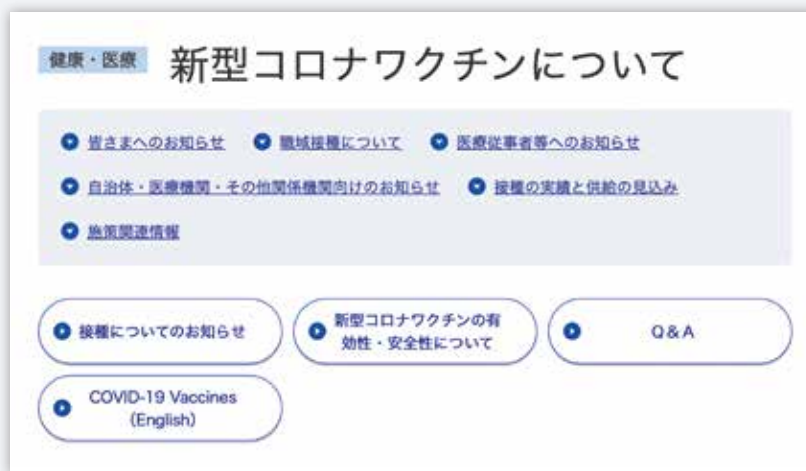 健康・医療 新型コロナワクチンについて
皆さまへのお知らせ 職域接種について 医療従事者等へのお知らせ
自治体・医療機関・その他関係機関向けのお知らせ 接種の実績と供給の見込み
施策関連情報
接種についてのお知らせ
新型コロナワクチンの有
効性・安全性について
Q&A
COVID-19 Vaccines
(English)